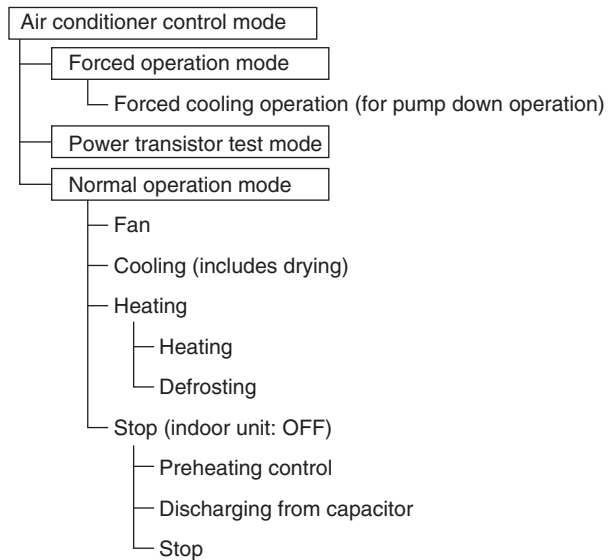 Air conditioner control mode
Forced operation mode
Forced cooling operation (for pump down operation)
Power transistor test mode
Normal operation mode
Fan
Cooling (includes drying)
Heating
Heating
Defrosting
Stop (indoor unit: OFF)
Preheating control
Discharging from capacitor
Stop